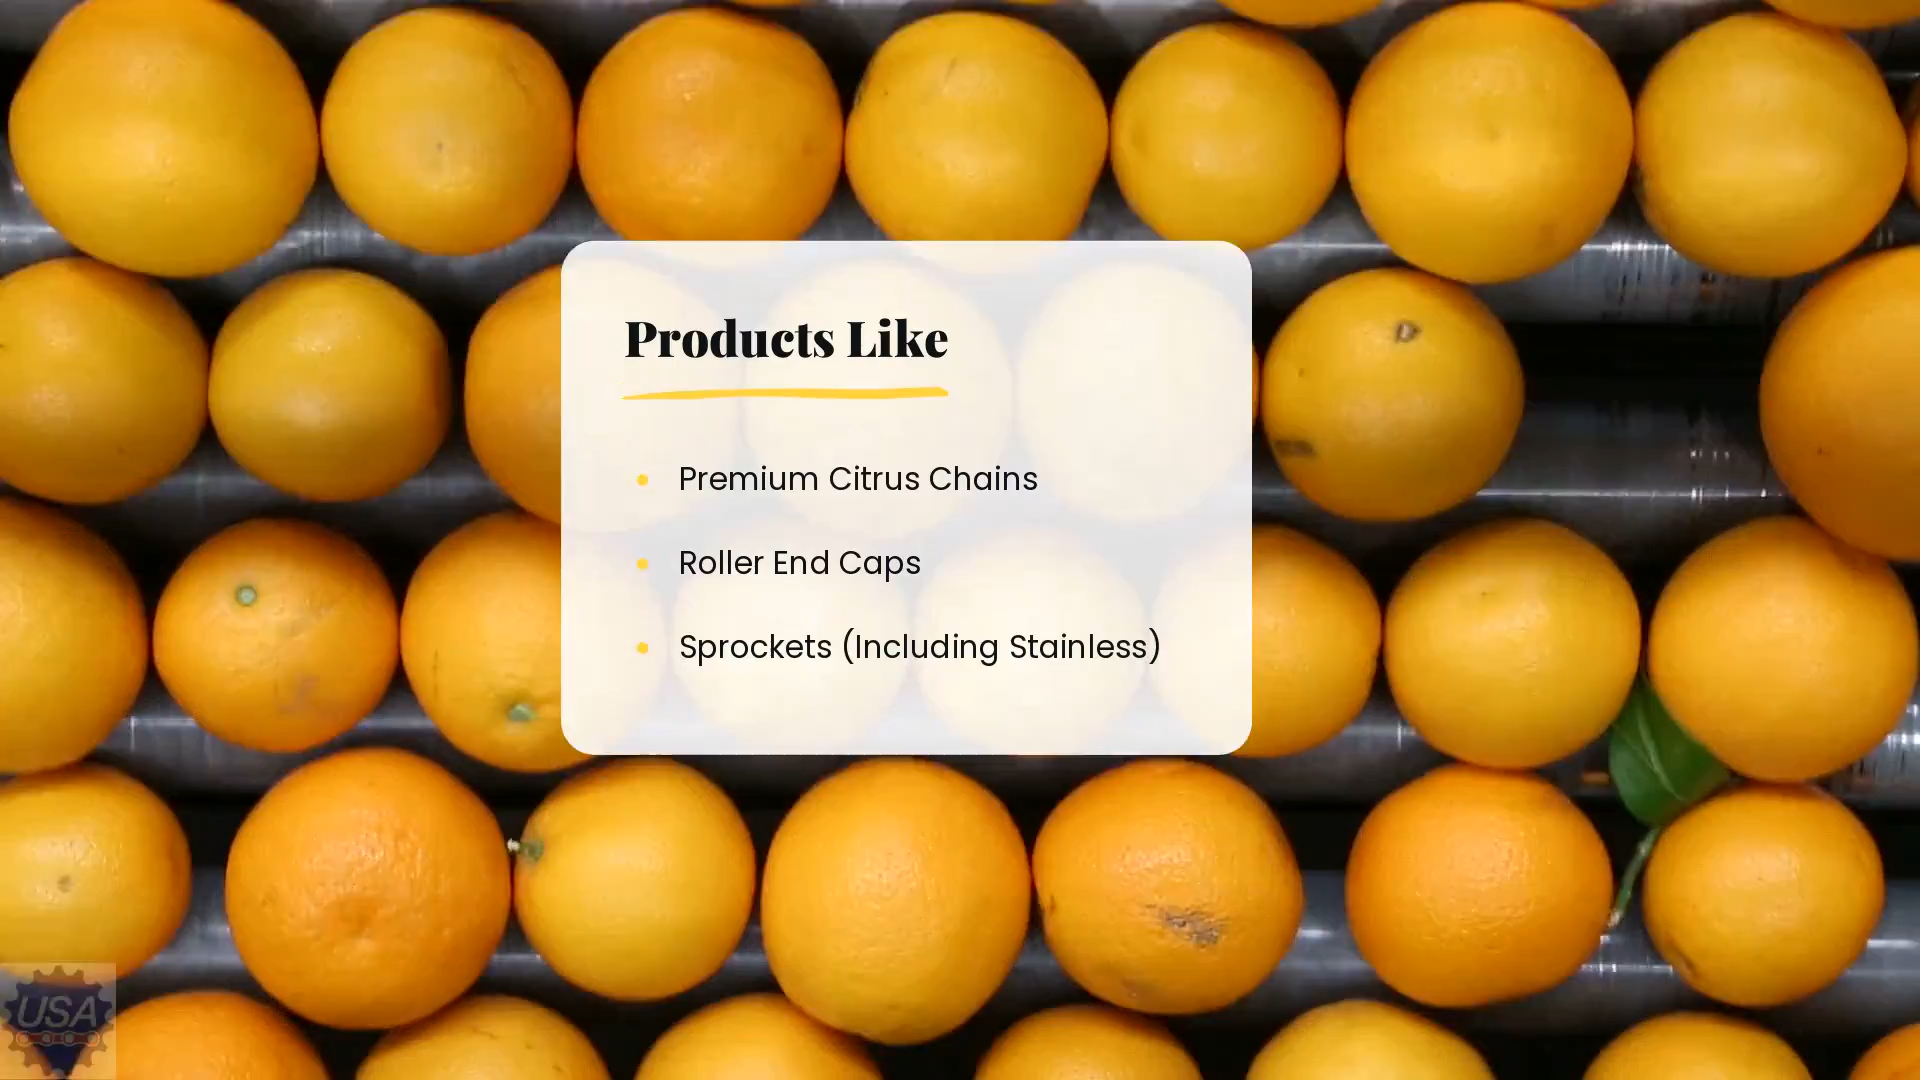 Products Like
Premium Citrus Chains
Roller End Caps
Sprockets (Including Stainless)
USA